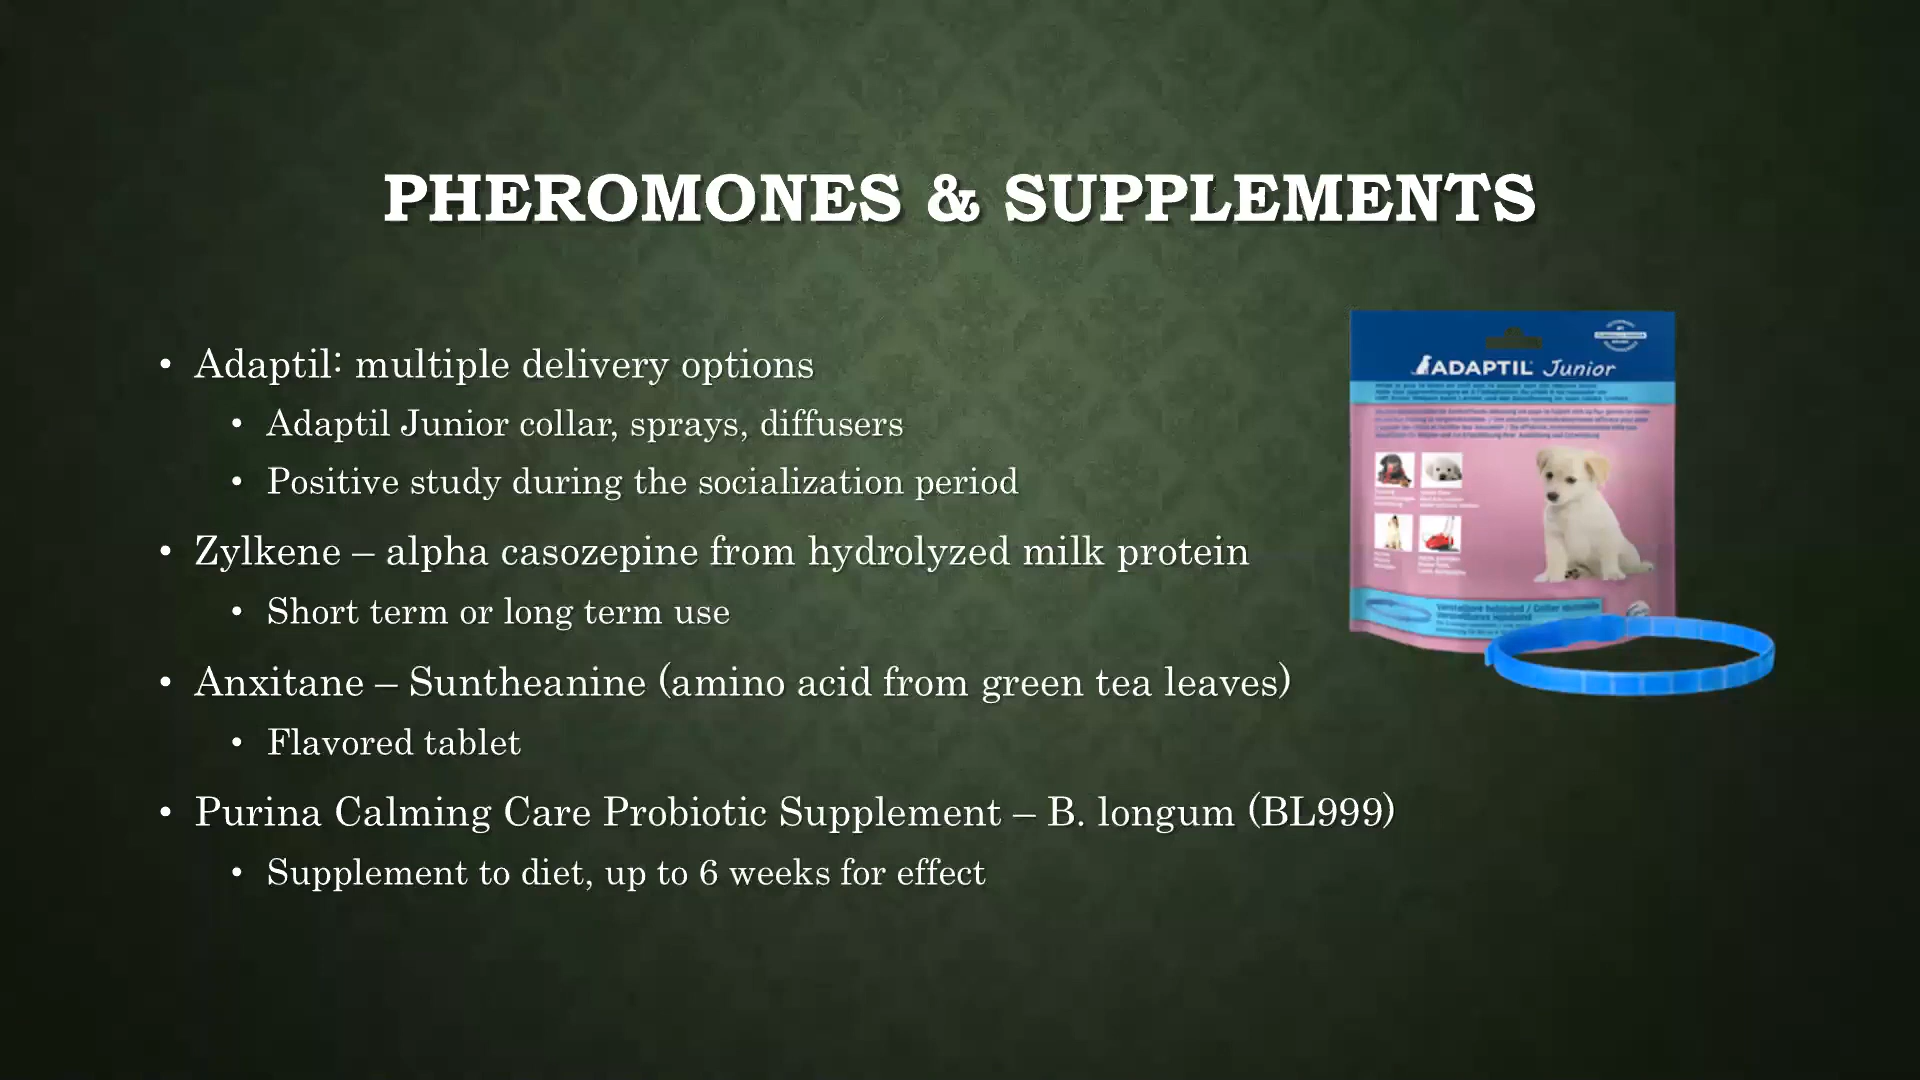 PHEROMONES & SUPPLEMENTS
• Adaptil: multiple delivery options
• Adaptil Junior collar, sprays, diffusers
• Positive study during the socialization period
• Zylkene – alpha casozepine from hydrolyzed milk protein
• Short term or long term use
• Anxitane – Suntheanine (amino acid from green tea leaves)
• Flavored tablet
• Purina Calming Care Probiotic Supplement – B. longum (BL999)
• Supplement to diet, up to 6 weeks for effect
ADAPTIL Junior